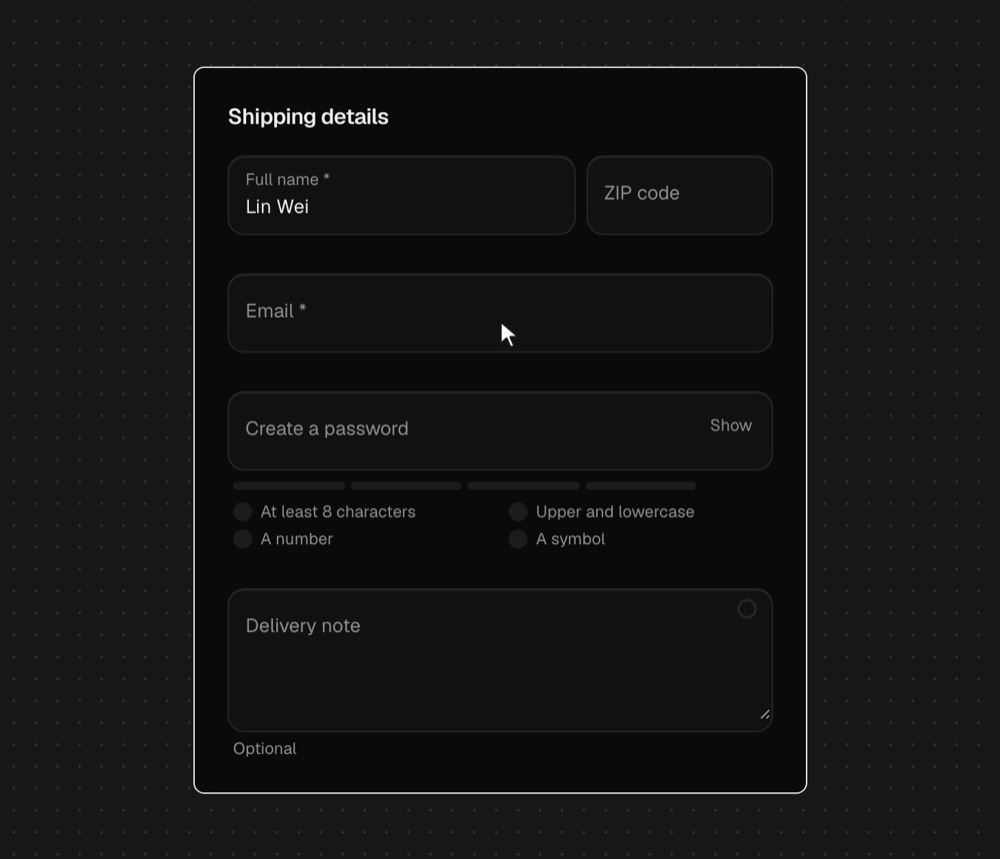 Shipping details
Full name *
Lin Wei
ZIP code
Email *
Create a password
Show
At least 8 characters
Upper and lowercase
A number
A symbol
Delivery note
Optional